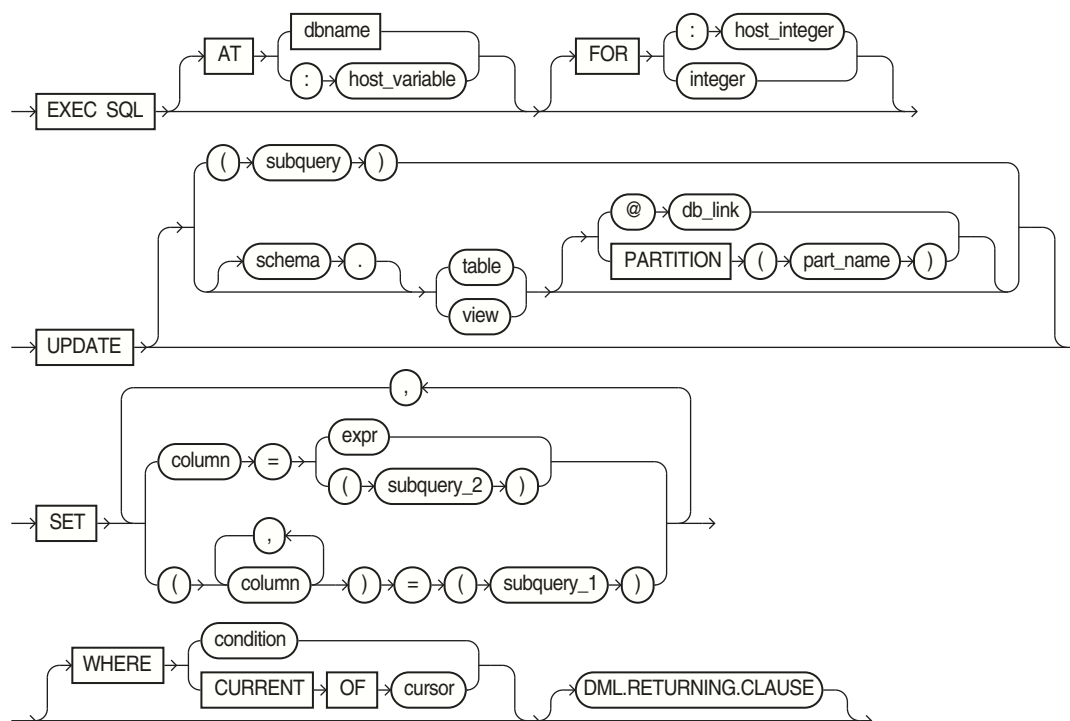 dbname
AT
: host_variable
: host_integer
FOR
integer
EXEC SQL
( subquery )
schema .
table
view
@ db_link
PARTITION ( part_name )
UPDATE
,
column =
expr
( subquery_2 )
SET
,
( column ) = ( subquery_1 )
condition
WHERE
CURRENT OF cursor
DML.RETURNING.CLAUSE